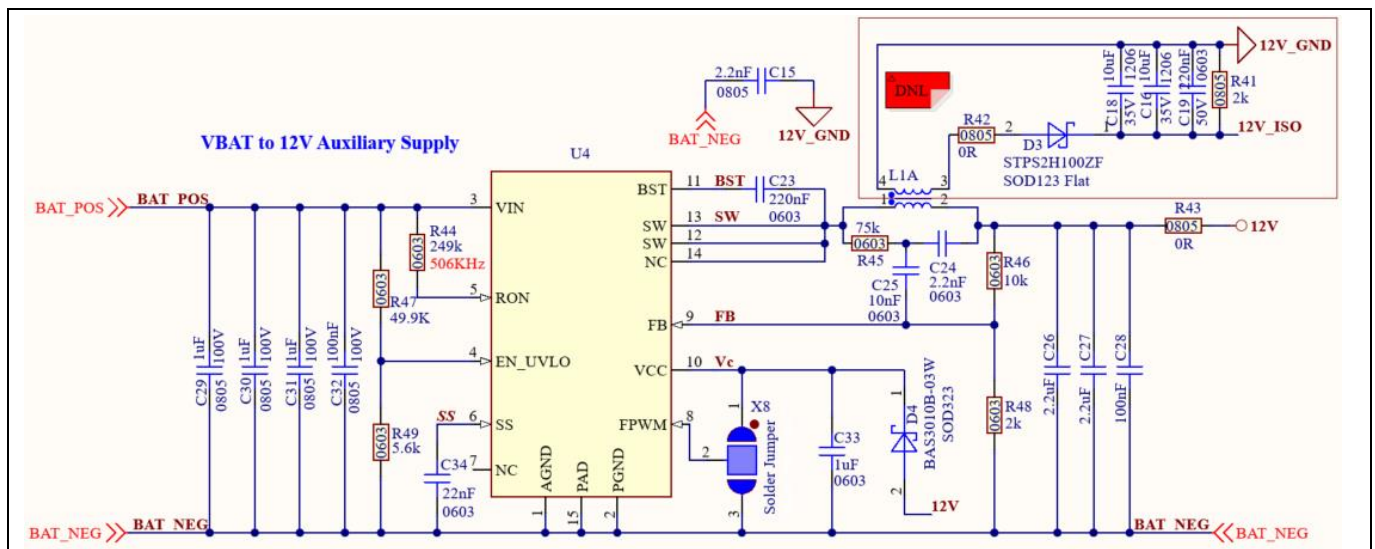 VBAT to 12V Auxiliary Supply
BAT_POS
BAT_POS
BAT_NEG
BAT_NEG
C29
1uF
100V
0805
C30
1uF
100V
0805
C31
1uF
100V
0805
C32
100nF
100V
0805
R47
0603
49.9K
R49
0603
5.6k
R44
0603
249k
506KHz
SS
C34
22nF
0603
U4
3 VIN
5 RON
4 EN_UVLO
6 SS
7 NC
AGND
1
PAD
15
PGND
2
BST 11
SW 13
SW 12
NC 14
FB 9
VCC 10
FPWM 8
BST
SW
FB
Vc
C23
220nF
0603
2.2nF C15
0805
BAT_NEG
12V_GND
DNL
L1A
4 3
1 2
75k
0603
R45
C24
2.2nF
0603
C25
10nF
0603
R42
0805
0R
2
1
D3
STPS2H100ZF
SOD123 Flat
C18
10uF
35V
1206
C16
10uF
35V
1206
C19
220nF
50V
0603
0805
R41
2k
12V_GND
12V_ISO
R43
0805
0R
12V
R46
0603
10k
R48
0603
2k
C26
2.2uF
C27
2.2uF
C28
100nF
X8
1
2
3
Solder Jumper
C33
1uF
0603
1
2
D4
BAS3010B-03W
SOD323
12V
BAT_NEG
BAT_NEG